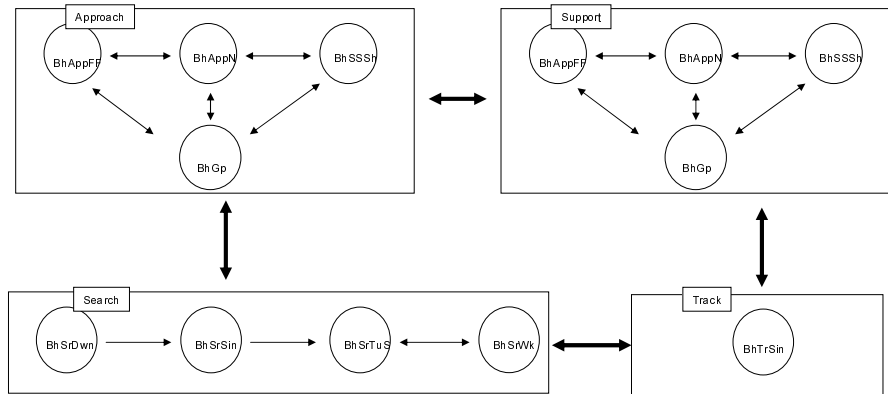 Approach
BhAppFF
BhAppN
BhSSSh
BhGp
Support
BhAppFF
BhAppN
BhSSSh
BhGp
Search
BhSrDwn
BhSrSin
BhSrTuS
BhSrWk
Track
BhTrSin